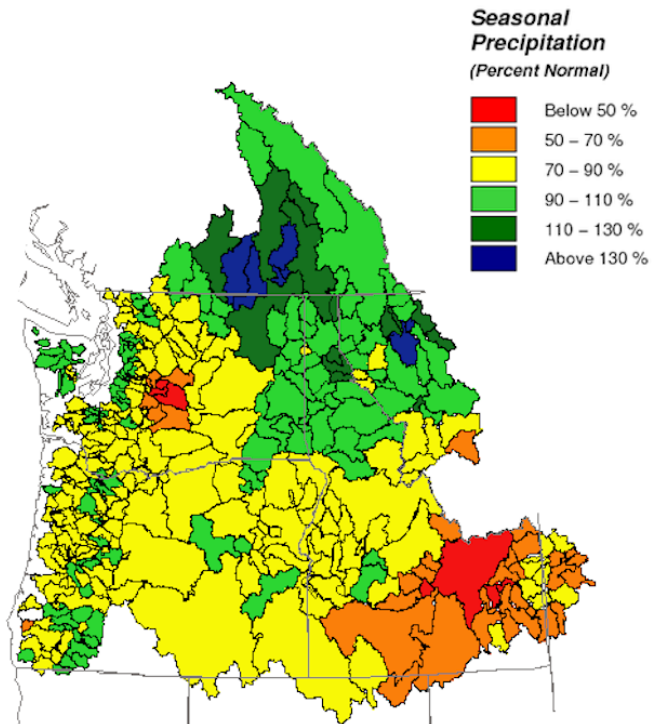 Seasonal
Precipitation
(Percent Normal)
Below 50 %
50 – 70 %
70 – 90 %
90 – 110 %
110 – 130 %
Above 130 %